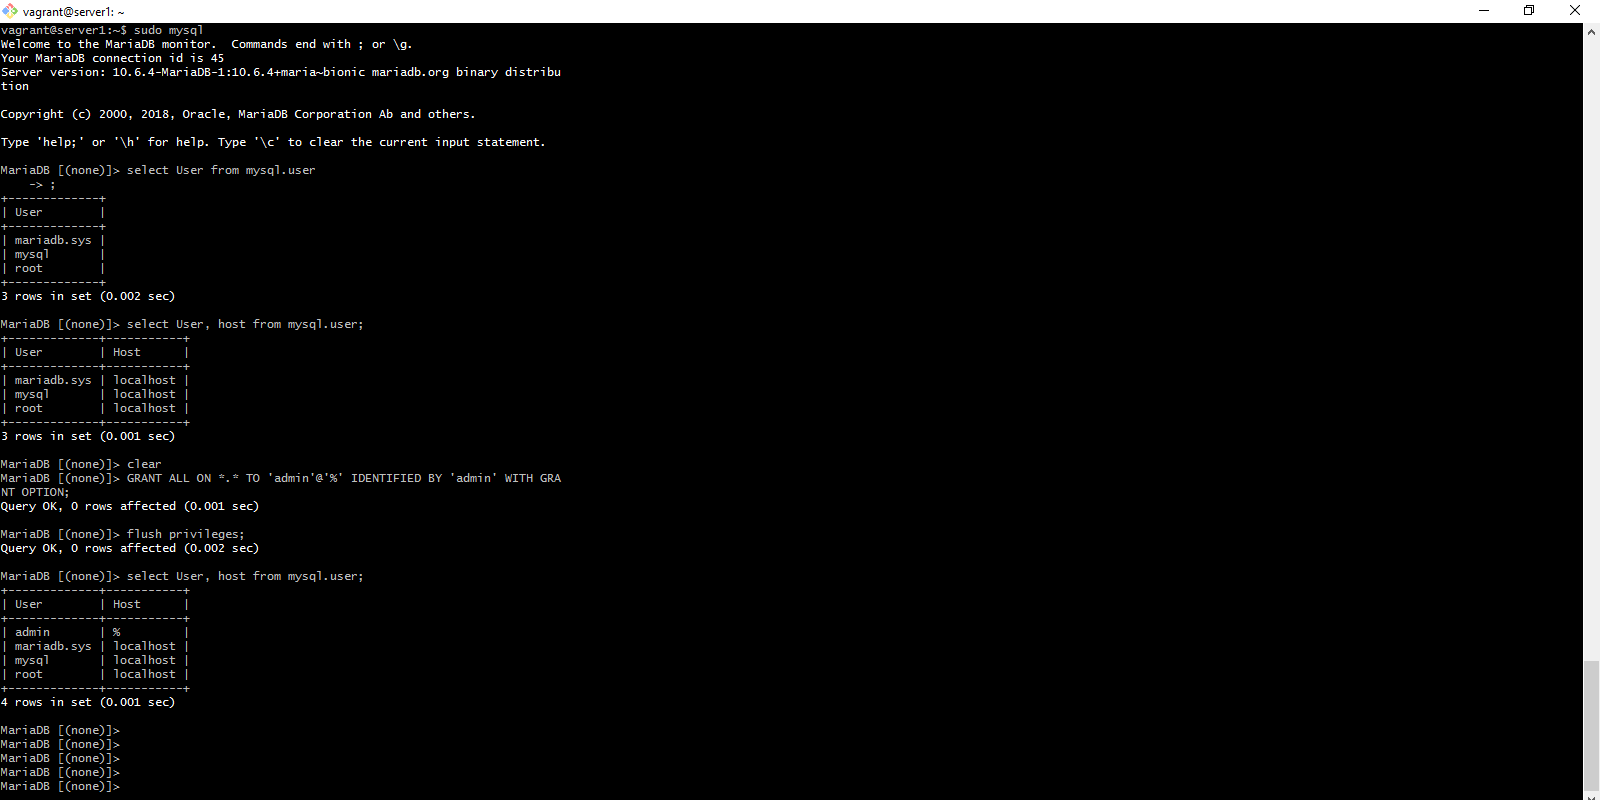 vagrant@server1: ~
vagrant@server1:~$ sudo mysql
Welcome to the MariaDB monitor.  Commands end with ; or \g.
Your MariaDB connection id is 45
Server version: 10.6.4-MariaDB-1:10.6.4+maria~bionic mariadb.org binary distribu
tion

Copyright (c) 2000, 2018, Oracle, MariaDB Corporation Ab and others.

Type 'help;' or '\h' for help. Type '\c' to clear the current input statement.

MariaDB [(none)]> select User from mysql.user
    -> ;
+-------------+
| User        |
+-------------+
| mariadb.sys |
| mysql       |
| root        |
+-------------+
3 rows in set (0.002 sec)

MariaDB [(none)]> select User, host from mysql.user;
+-------------+-----------+
| User        | Host      |
+-------------+-----------+
| mariadb.sys | localhost |
| mysql       | localhost |
| root        | localhost |
+-------------+-----------+
3 rows in set (0.001 sec)

MariaDB [(none)]> clear
MariaDB [(none)]> GRANT ALL ON *.* TO 'admin'@'%' IDENTIFIED BY 'admin' WITH GRA
NT OPTION;
Query OK, 0 rows affected (0.001 sec)

MariaDB [(none)]> flush privileges;
Query OK, 0 rows affected (0.002 sec)

MariaDB [(none)]> select User, host from mysql.user;
+-------------+-----------+
| User        | Host      |
+-------------+-----------+
| admin       | %         |
| mariadb.sys | localhost |
| mysql       | localhost |
| root        | localhost |
+-------------+-----------+
4 rows in set (0.001 sec)

MariaDB [(none)]>
MariaDB [(none)]>
MariaDB [(none)]>
MariaDB [(none)]>
MariaDB [(none)]>